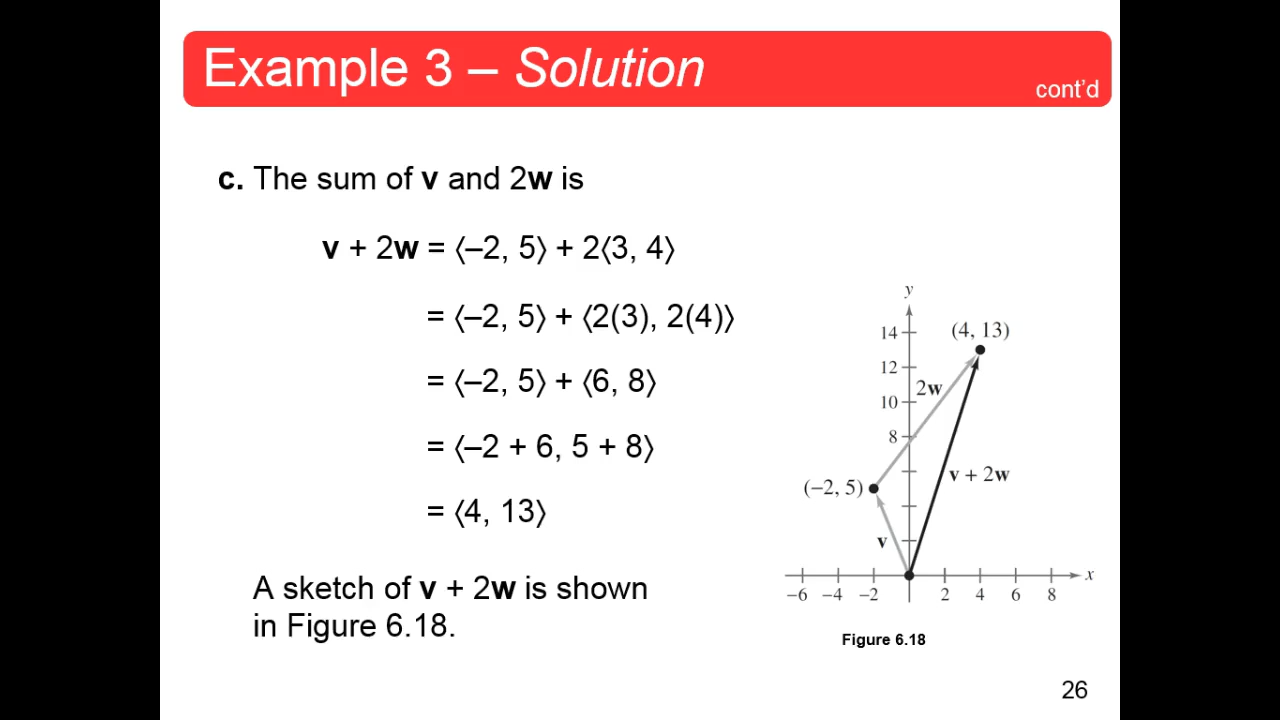 Example 3 – Solution
cont’d
c. The sum of v and 2w is
v + 2w = ⟨–2, 5⟩ + 2⟨3, 4⟩
= ⟨–2, 5⟩ + ⟨2(3), 2(4)⟩
= ⟨–2, 5⟩ + ⟨6, 8⟩
= ⟨–2 + 6, 5 + 8⟩
= ⟨4, 13⟩
A sketch of v + 2w is shown
in Figure 6.18.
y
14
(4, 13)
12
2w
10
8
v + 2w
(−2, 5)
v
x
−6 −4 −2 2 4 6 8
Figure 6.18
26